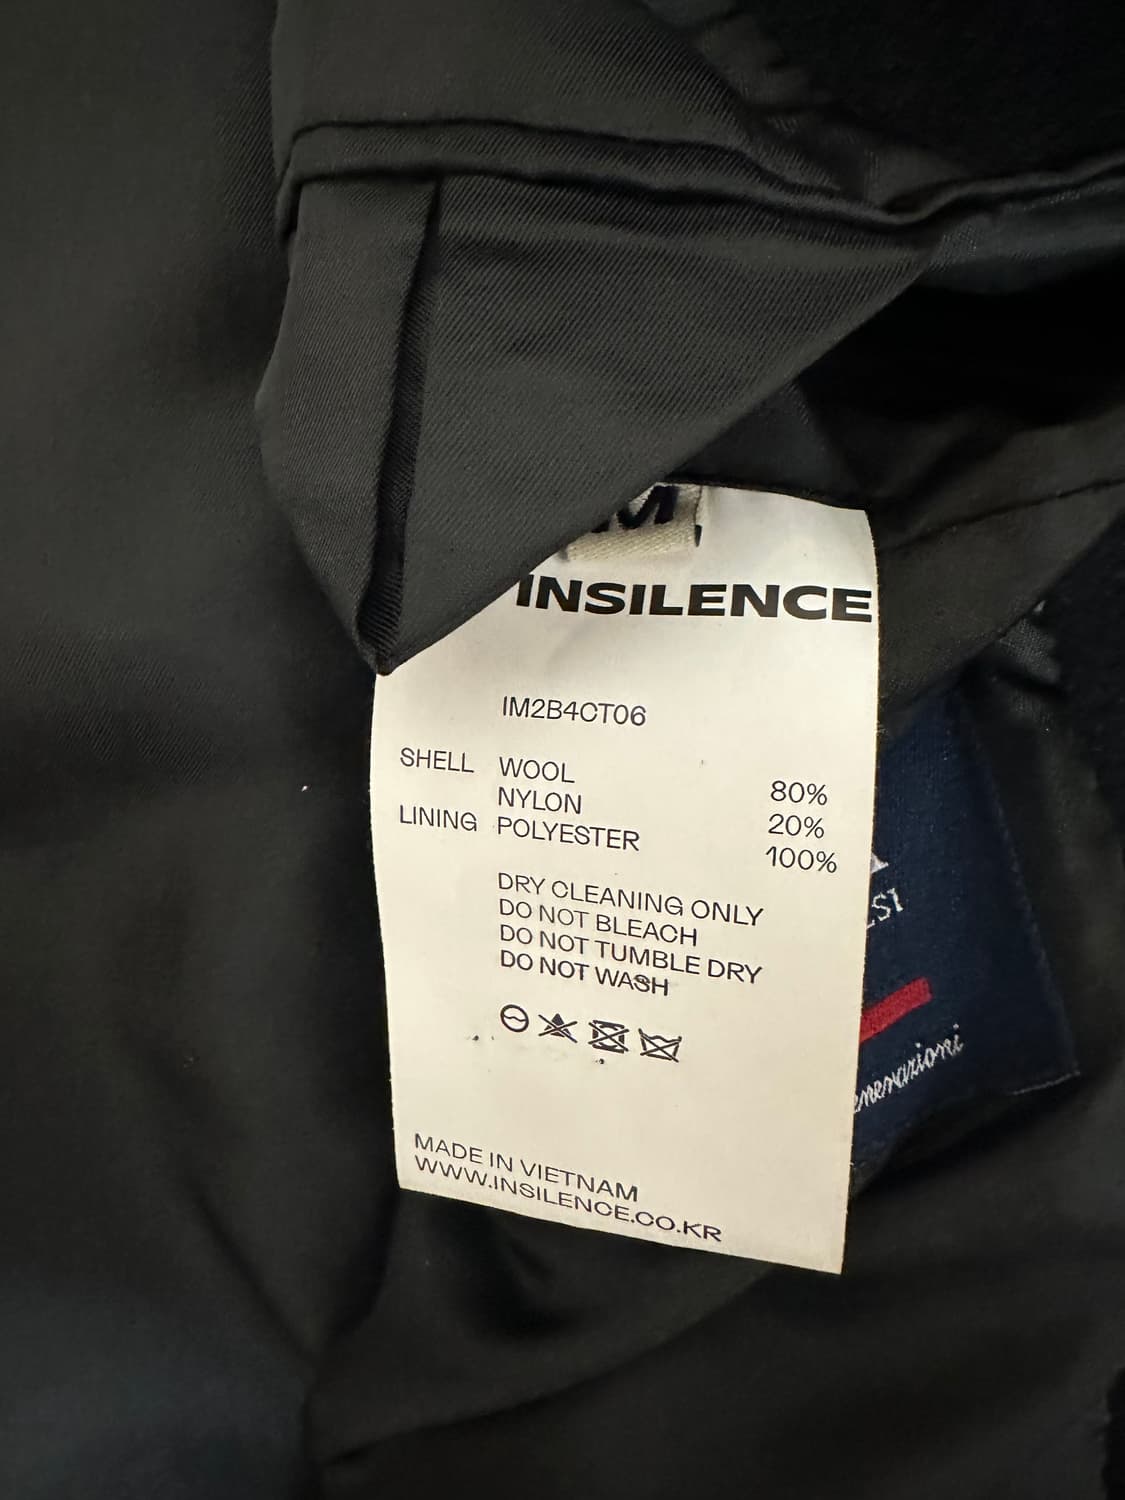 M
INSILENCE
IM2B4CT06
SHELL WOOL 80%
NYLON 20%
LINING POLYESTER 100%
DRY CLEANING ONLY
DO NOT BLEACH
DO NOT TUMBLE DRY
DO NOT WASH
MADE IN VIETNAM
WWW.INSILENCE.CO.KR